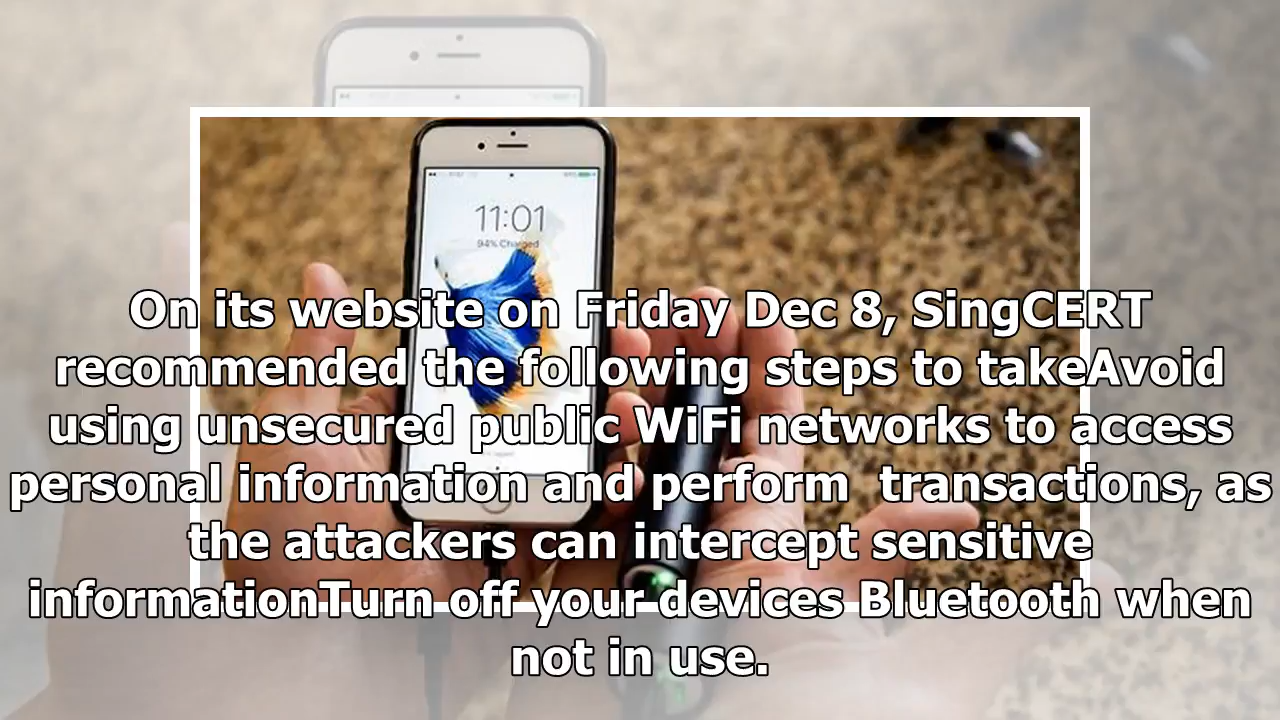 11:01
94% Charged
On its website on Friday Dec 8, SingCERT
recommended the following steps to takeAvoid
using unsecured public WiFi networks to access
personal information and perform  transactions, as
the attackers can intercept sensitive
informationTurn off your devices Bluetooth when
not in use.